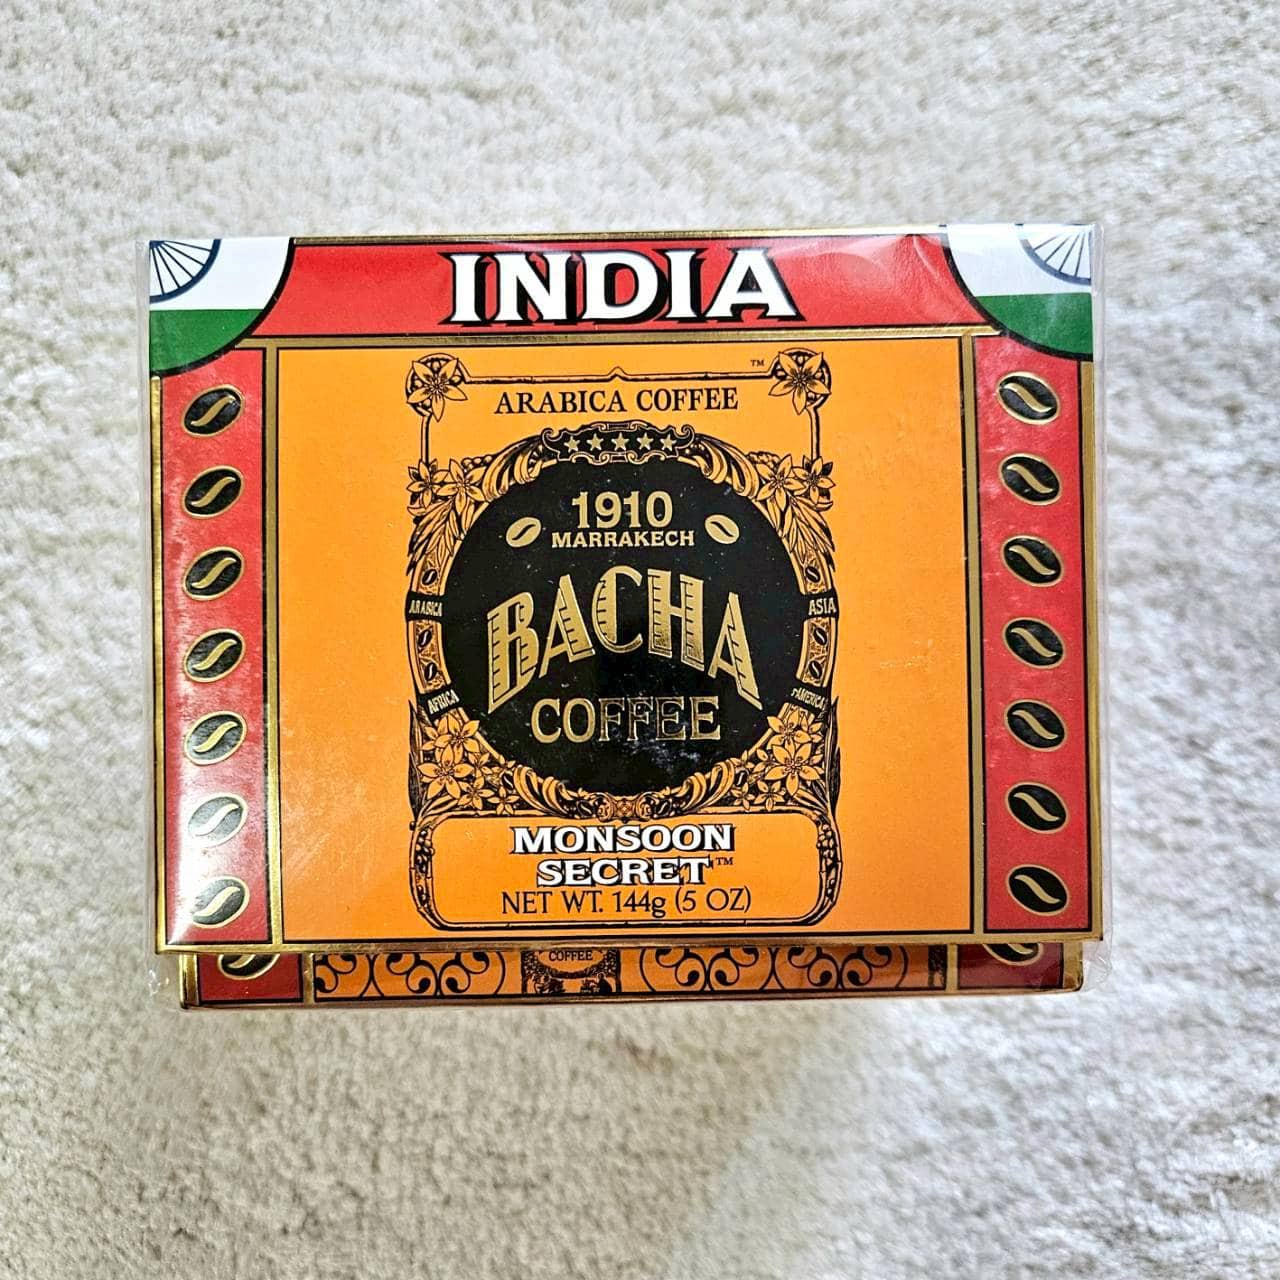 INDIA
™
ARABICA COFFEE
1910
MARRAKECH
BACHA
COFFEE
ARABICA
ASIA
AFRICA
AMERICA
MONSOON
SECRET™
NET WT. 144g (5 OZ)
COFFEE